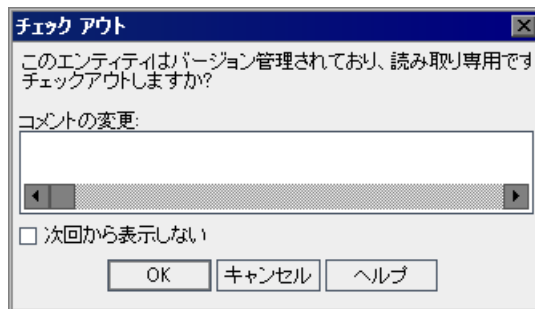 チェック アウト
このエンティティはバージョン管理されており、読み取り専用です
チェックアウトしますか?
コメントの変更:
次回から表示しない
OK
キャンセル
ヘルプ